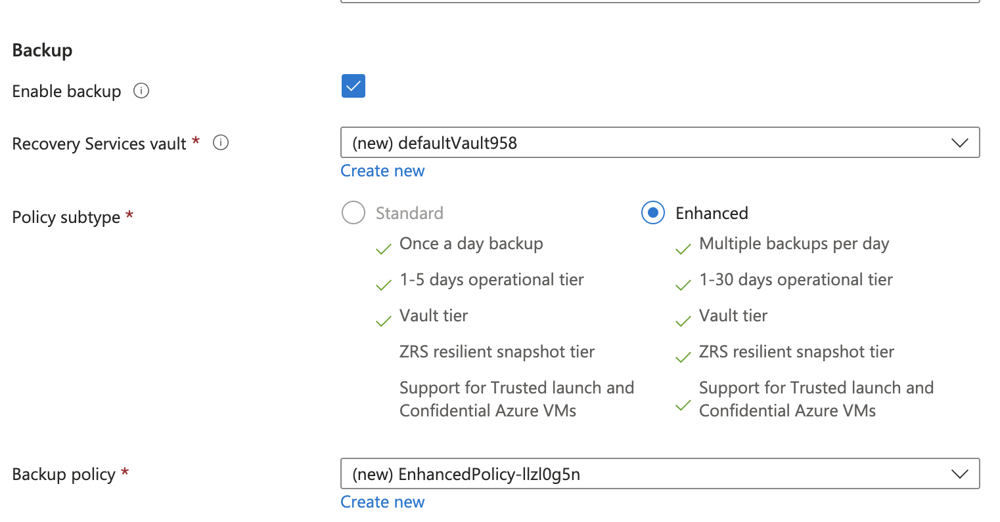 Backup
Enable backup
Recovery Services vault *
(new) defaultVault958
Create new
Policy subtype *
Standard
Once a day backup
1-5 days operational tier
Vault tier
ZRS resilient snapshot tier
Support for Trusted launch and
Confidential Azure VMs
Enhanced
Multiple backups per day
1-30 days operational tier
Vault tier
ZRS resilient snapshot tier
Support for Trusted launch and
Confidential Azure VMs
Backup policy *
(new) EnhancedPolicy-llzl0g5n
Create new